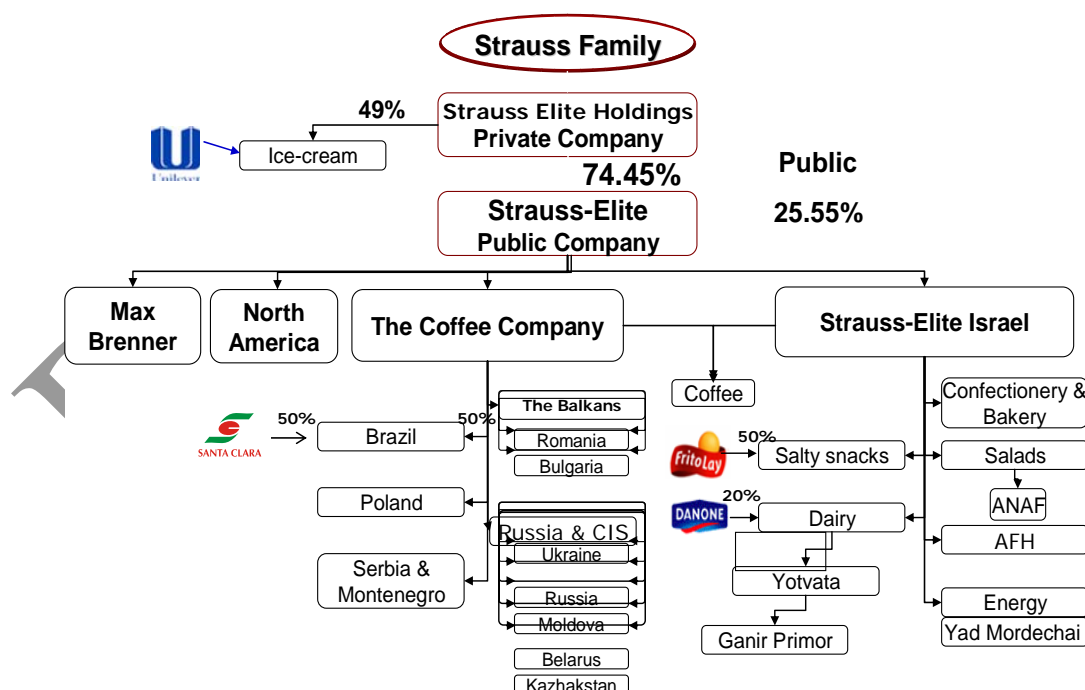 Strauss Family
49%
Strauss Elite Holdings
Private Company
Unilever
Ice-cream
74.45%
Public
25.55%
Strauss-Elite
Public Company
Max
Brenner
North
America
The Coffee Company
Strauss-Elite Israel
Coffee
Confectionery &
Bakery
The Balkans
SANTA CLARA
50%
Brazil
50%
Romania
Bulgaria
FritoLay
50%
Salty snacks
Salads
Poland
ANAF
DANONE
20%
Dairy
Russia & CIS
Ukraine
AFH
Serbia &
Montenegro
Yotvata
Russia
Moldova
Energy
Yad Mordechai
Ganir Primor
Belarus
Kazhakstan